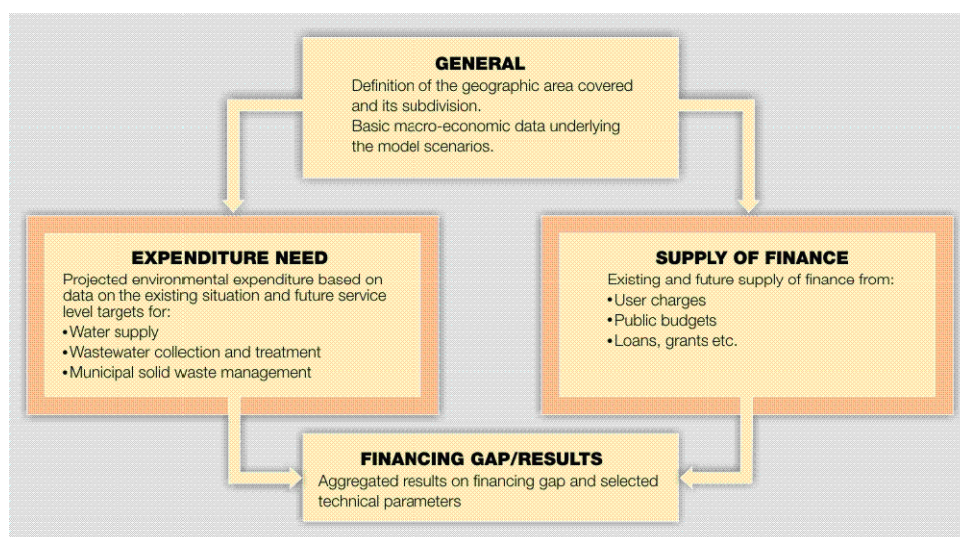 GENERAL
Definition of the geographic area covered
and its subdivision.
Basic macro-economic data underlying
the model scenarios.
EXPENDITURE NEED
Projected environmental expenditure based on
data on the existing situation and future service
level targets for:
•Water supply
•Wastewater collection and treatment
•Municipal solid waste management
SUPPLY OF FINANCE
Existing and future supply of finance from:
•User charges
•Public budgets
•Loans, grants etc.
FINANCING GAP/RESULTS
Aggregated results on financing gap and selected
technical parameters